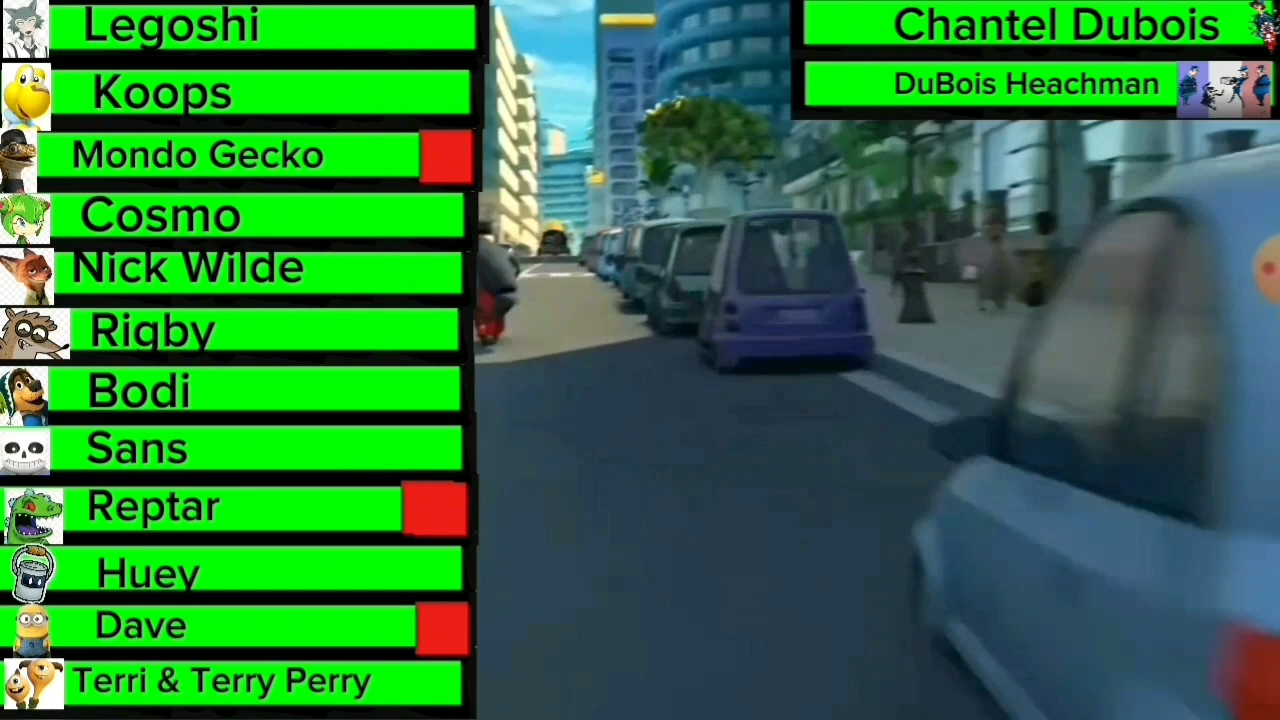 Legoshi
Koops
Mondo Gecko
Cosmo
Nick Wilde
Rigby
Bodi
Sans
Reptar
Huey
Dave
Terri & Terry Perry
Chantel Dubois
DuBois Heachman